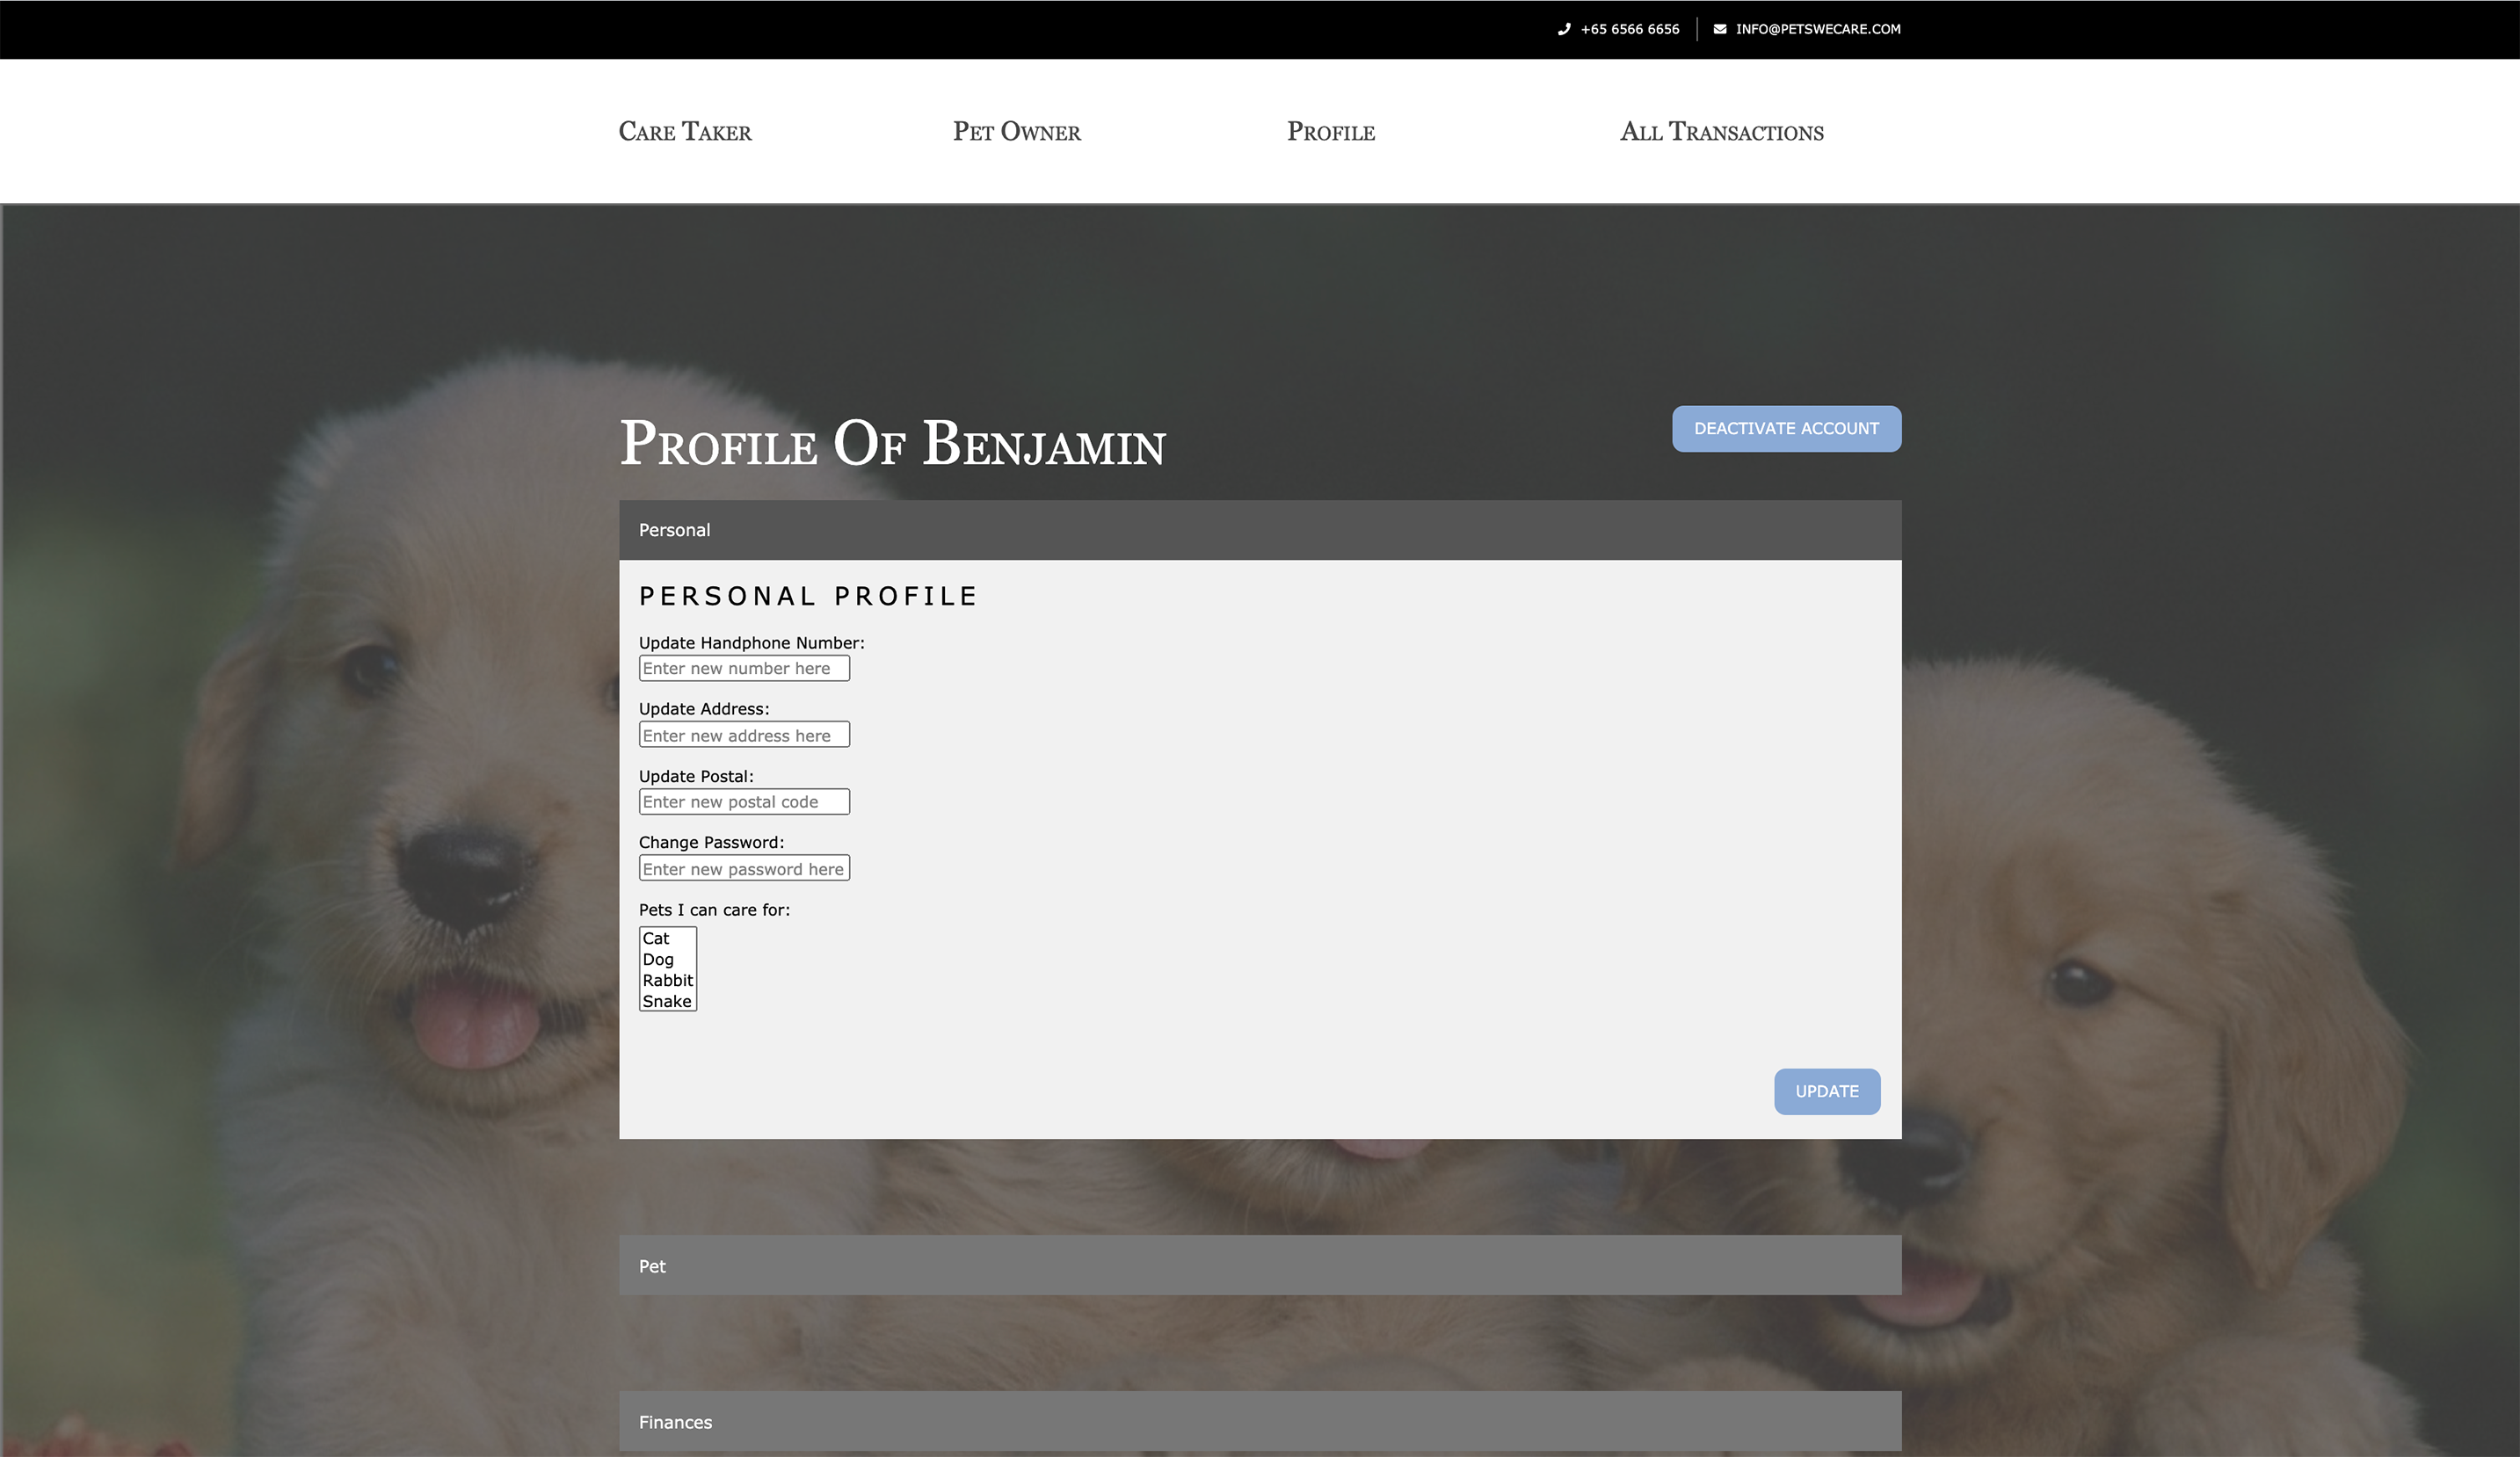 +65 6566 6656 INFO@PETSWECARE.COM
Care Taker Pet Owner Profile All Transactions
Profile Of Benjamin
DEACTIVATE ACCOUNT
Personal
PERSONAL PROFILE
Update Handphone Number:
Enter new number here
Update Address:
Enter new address here
Update Postal:
Enter new postal code
Change Password:
Enter new password here
Pets I can care for:
Cat
Dog
Rabbit
Snake
UPDATE
Pet
Finances